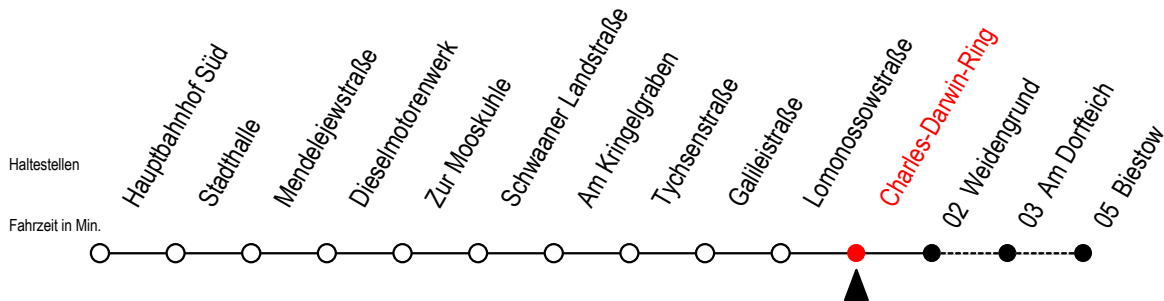 Haltestellen
Fahrzeit in Min.
Hauptbahnhof Süd
Stadthalle
Mendelejewstraße
Dieselmotorenwerk
Zur Mooskuhle
Schwaaner Landstraße
Am Kringelgraben
Tychsenstraße
Galileistraße
Lomonossowstraße
Charles-Darwin-Ring
02 Weidengrund
03 Am Dorfteich
05 Biestow